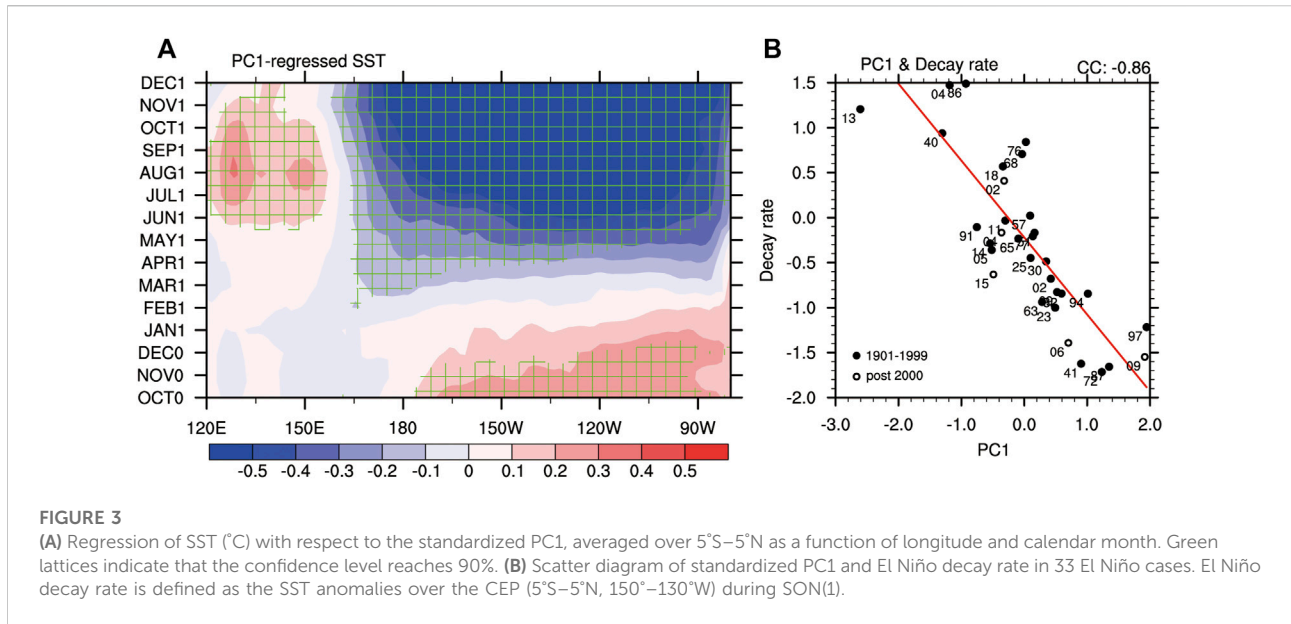 A
PC1-regressed SST
DEC1
NOV1
OCT1
SEP1
AUG1
JUL1
JUN1
MAY1
APR1
MAR1
FEB1
JAN1
DEC0
NOV0
OCT0
120E 150E 180 150W 120W 90W
-0.5 -0.4 -0.3 -0.2 -0.1 0 0.1 0.2 0.3 0.4 0.5
B
PC1 & Decay rate CC: -0.86
Decay rate
1.5
1.0
0.5
0.0
-0.5
-1.0
-1.5
-2.0
04 86
13
40
76
68
18
02
57
11
91
65
14
05
25
30
15
02
94
63
23
97
06
09
41
72
1901-1999
post 2000
-3.0 -2.0 -1.0 0.0 1.0 2.0
PC1
FIGURE 3
(A) Regression of SST (°C) with respect to the standardized PC1, averaged over 5°S–5°N as a function of longitude and calendar month. Green
lattices indicate that the confidence level reaches 90%. (B) Scatter diagram of standardized PC1 and El Niño decay rate in 33 El Niño cases. El Niño
decay rate is defined as the SST anomalies over the CEP (5°S–5°N, 150°–130°W) during SON(1).